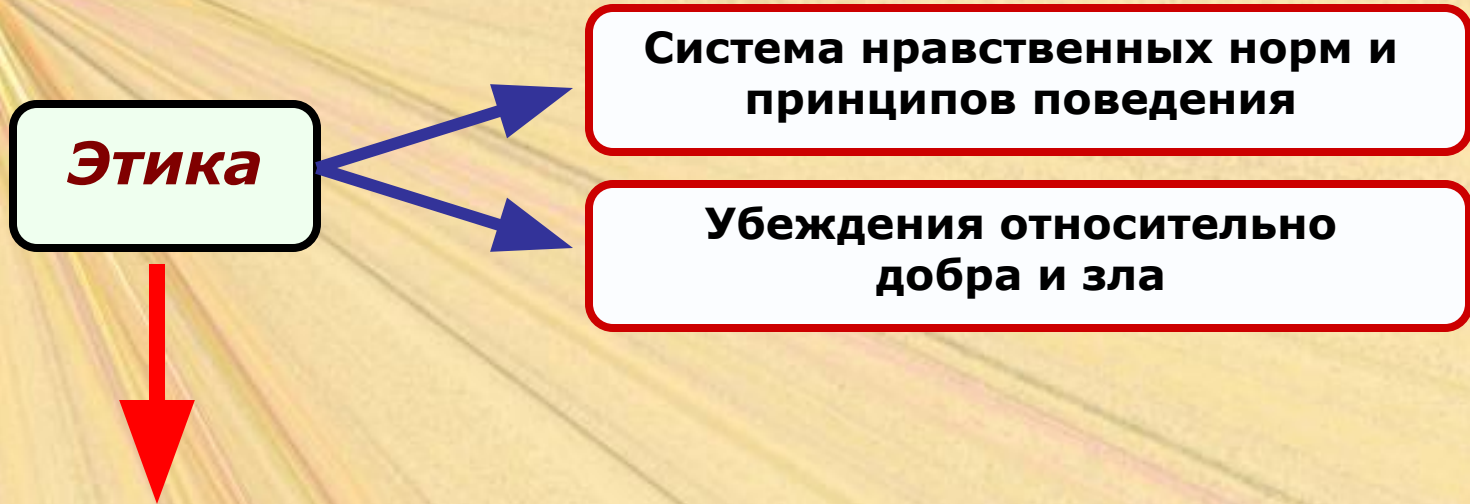 Этика
Система нравственных норм и
принципов поведения
Убеждения относительно
добра и зла